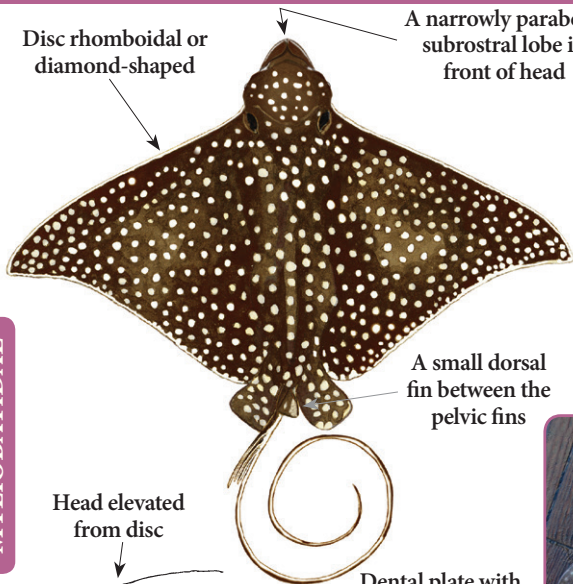 A narrowly
subrostral lobe
front of head
Disc rhomboidal or
diamond-shaped
A small dorsal
fin between the
pelvic fins
Head elevated
from disc
Dental plate with